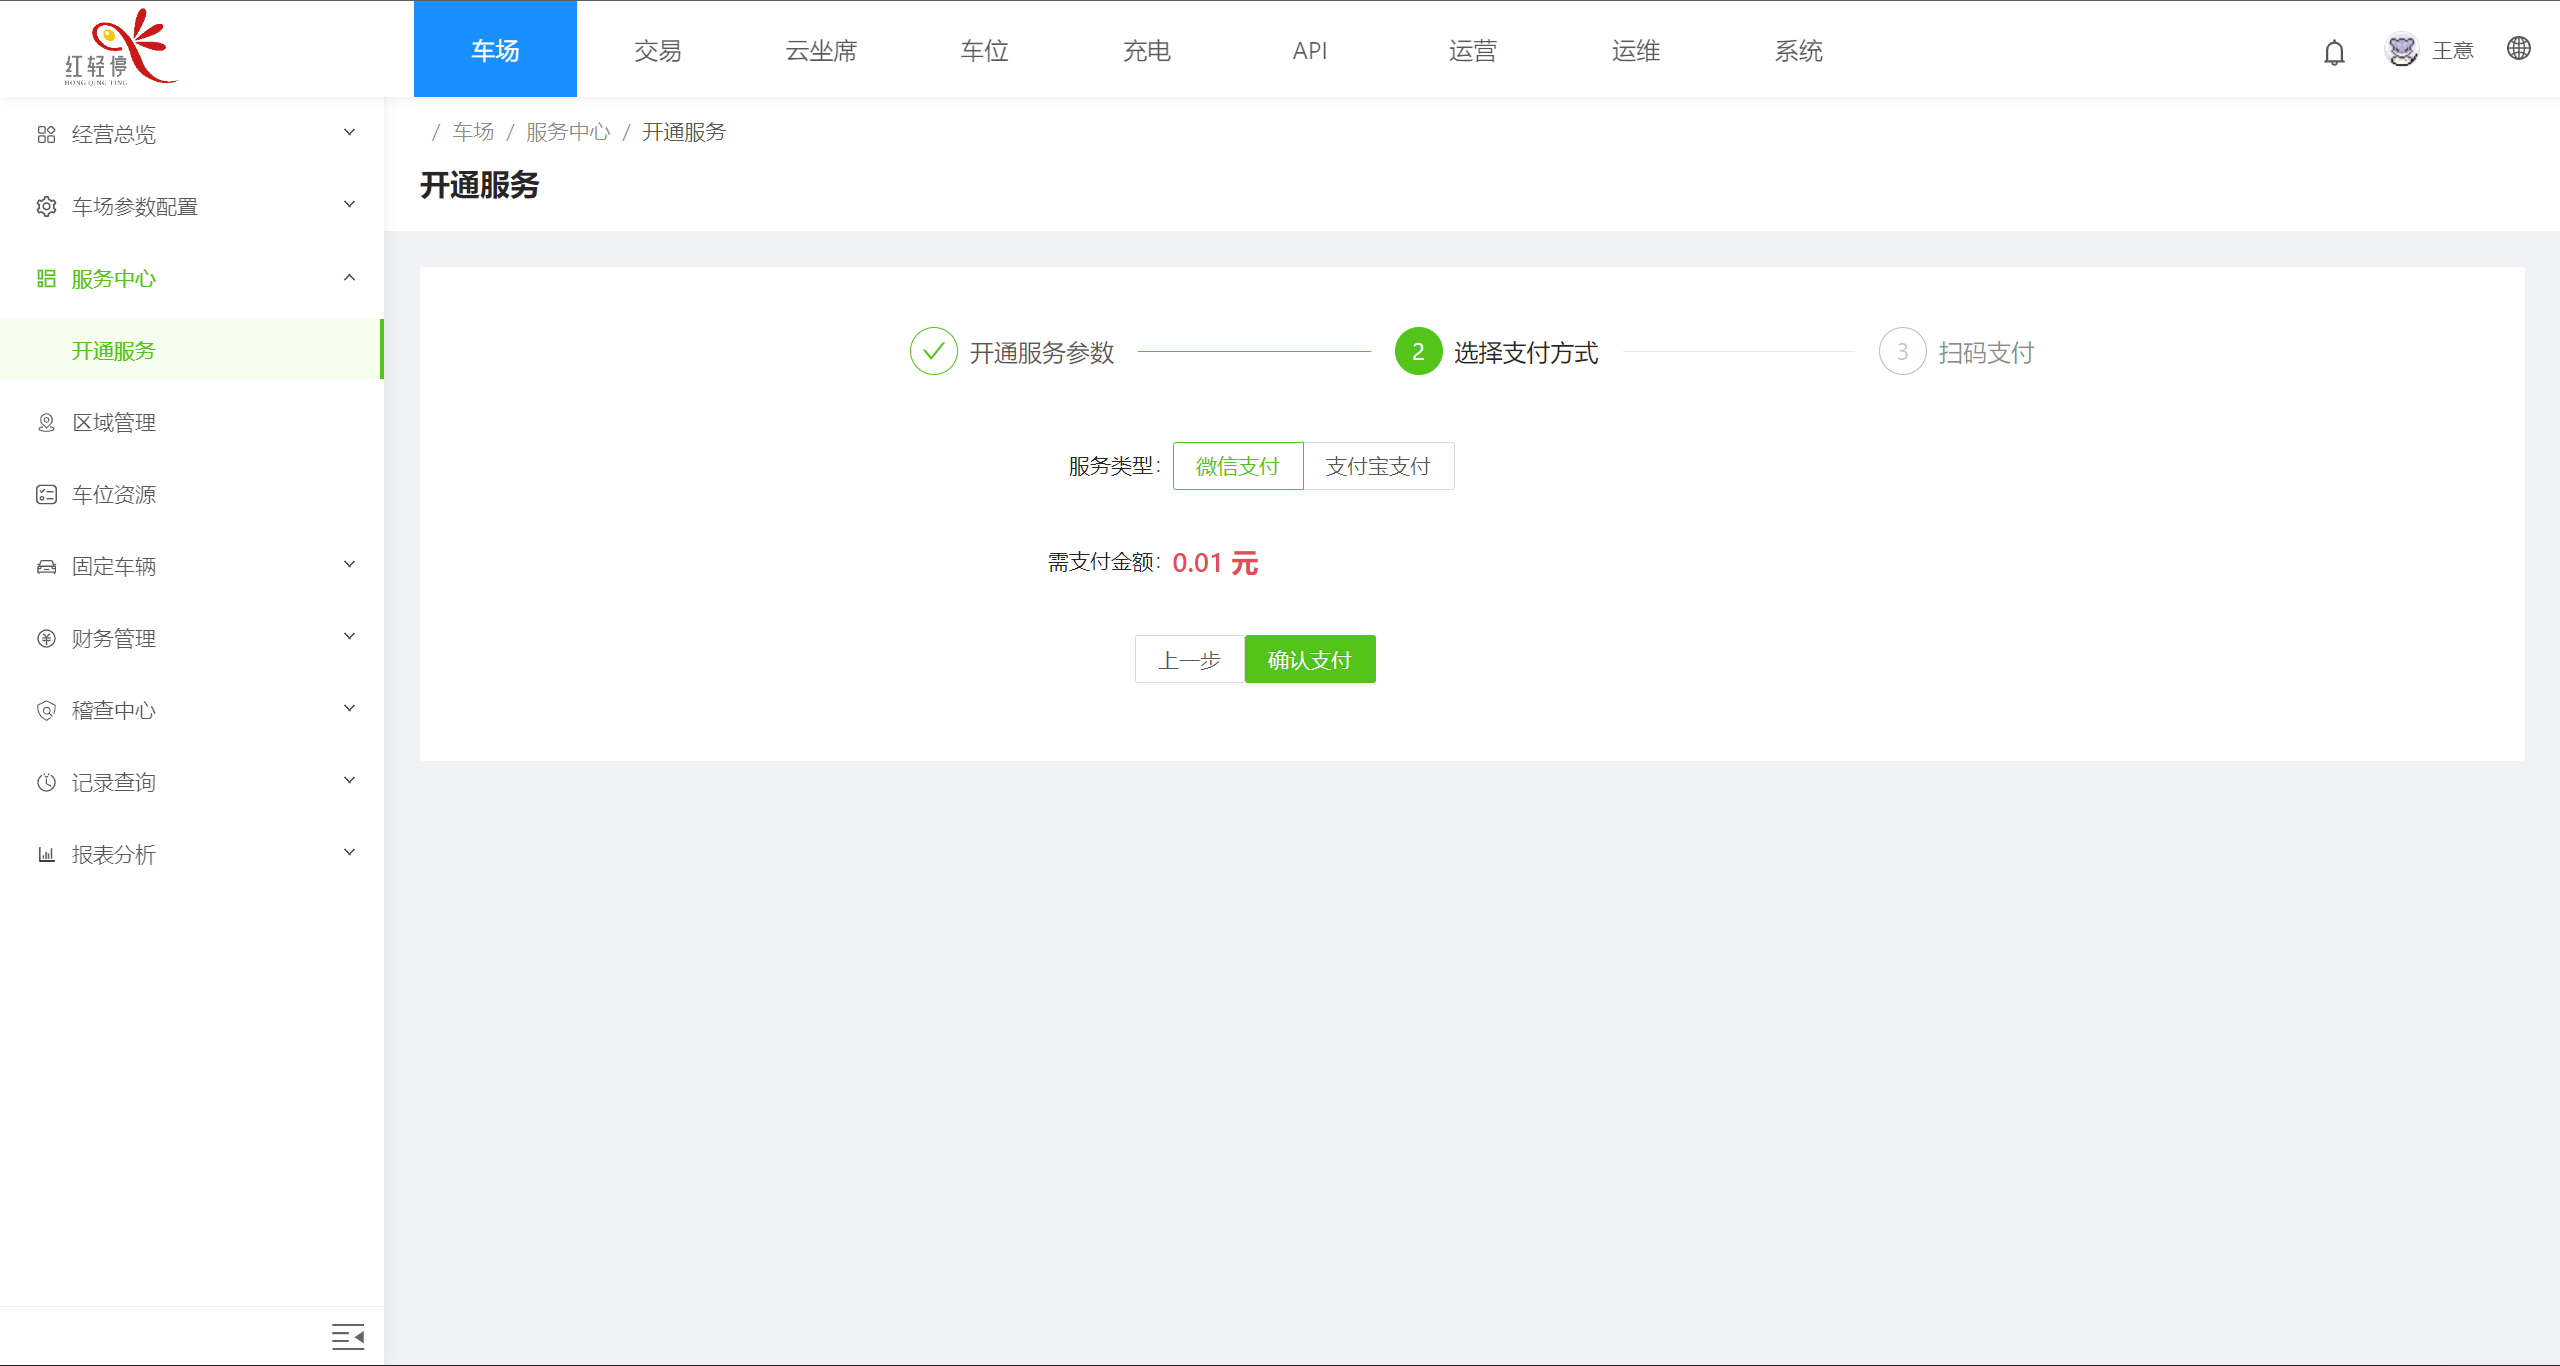 红轻停
HONG QING TING
车场
交易
云坐席
车位
充电
API
运营
运维
系统
王意
经营总览
车场参数配置
服务中心
开通服务
区域管理
车位资源
固定车辆
财务管理
稽查中心
记录查询
报表分析
/ 车场 / 服务中心 / 开通服务
开通服务
开通服务参数
2 选择支付方式
3 扫码支付
服务类型: 微信支付 支付宝支付
需支付金额: 0.01 元
上一步 确认支付